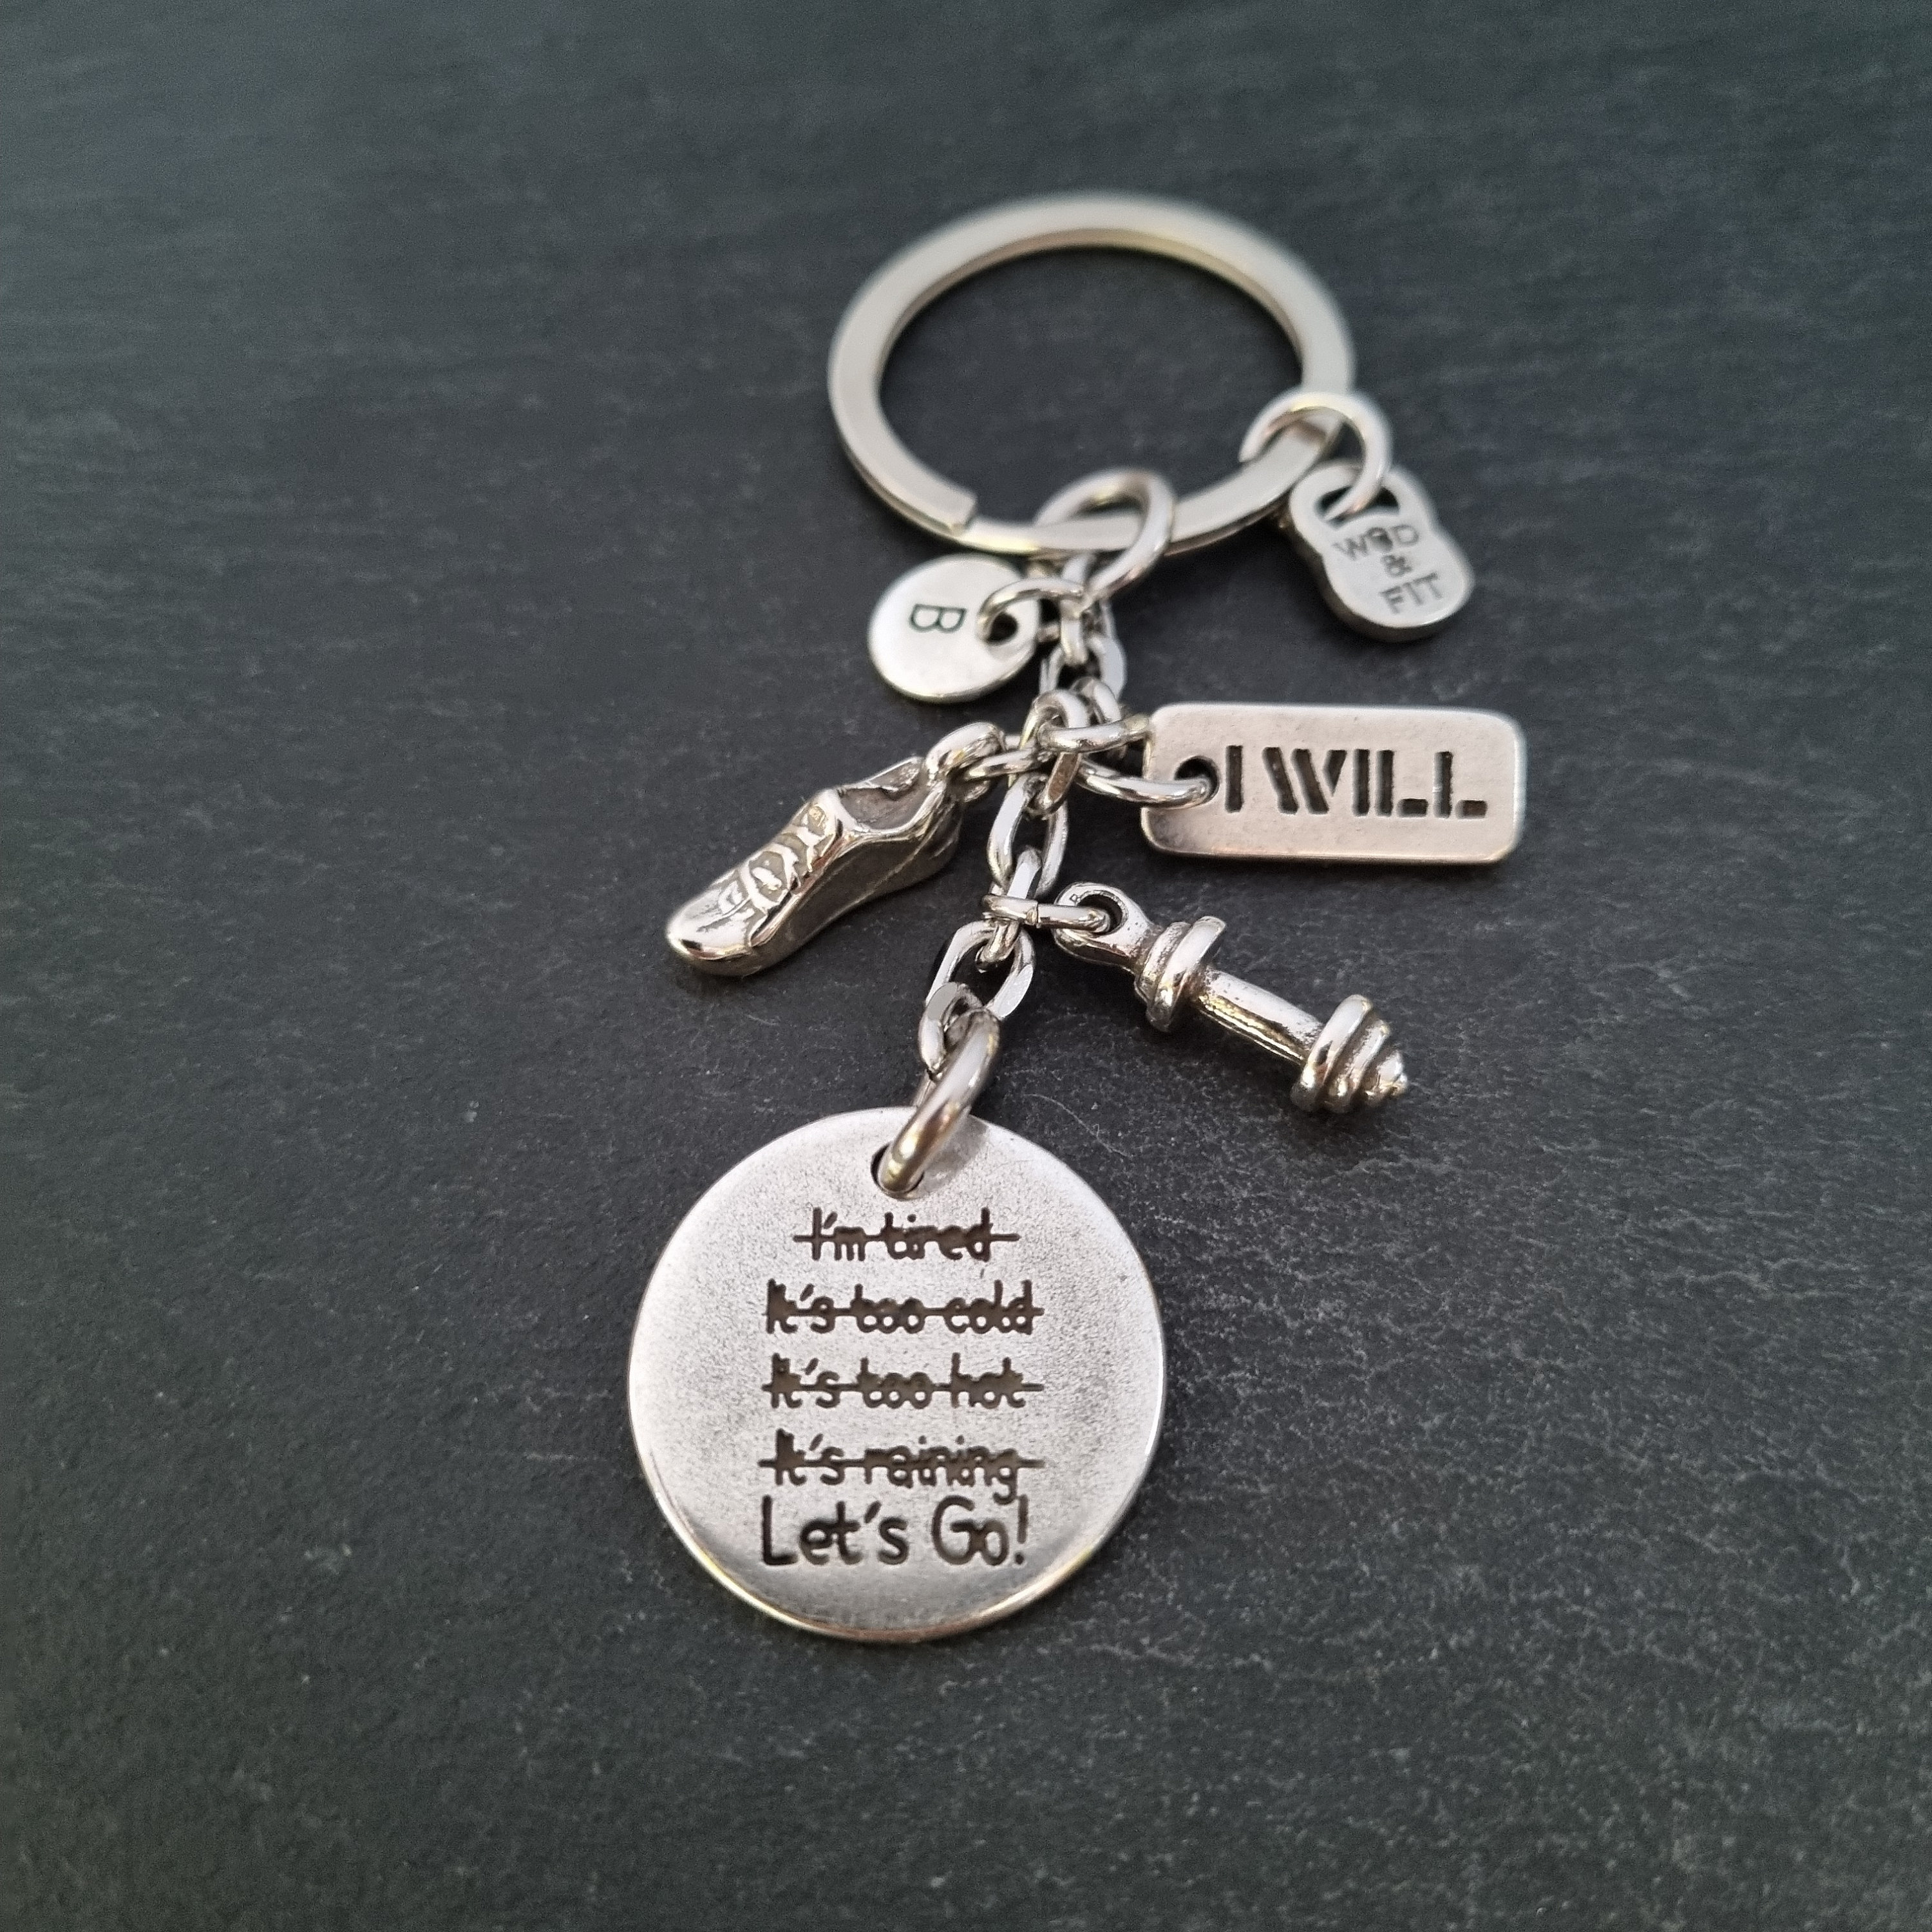 WOD
&
FIT
B
I WILL
I'm tired
It's too cold
It's too hot
It's raining
Let's Go!